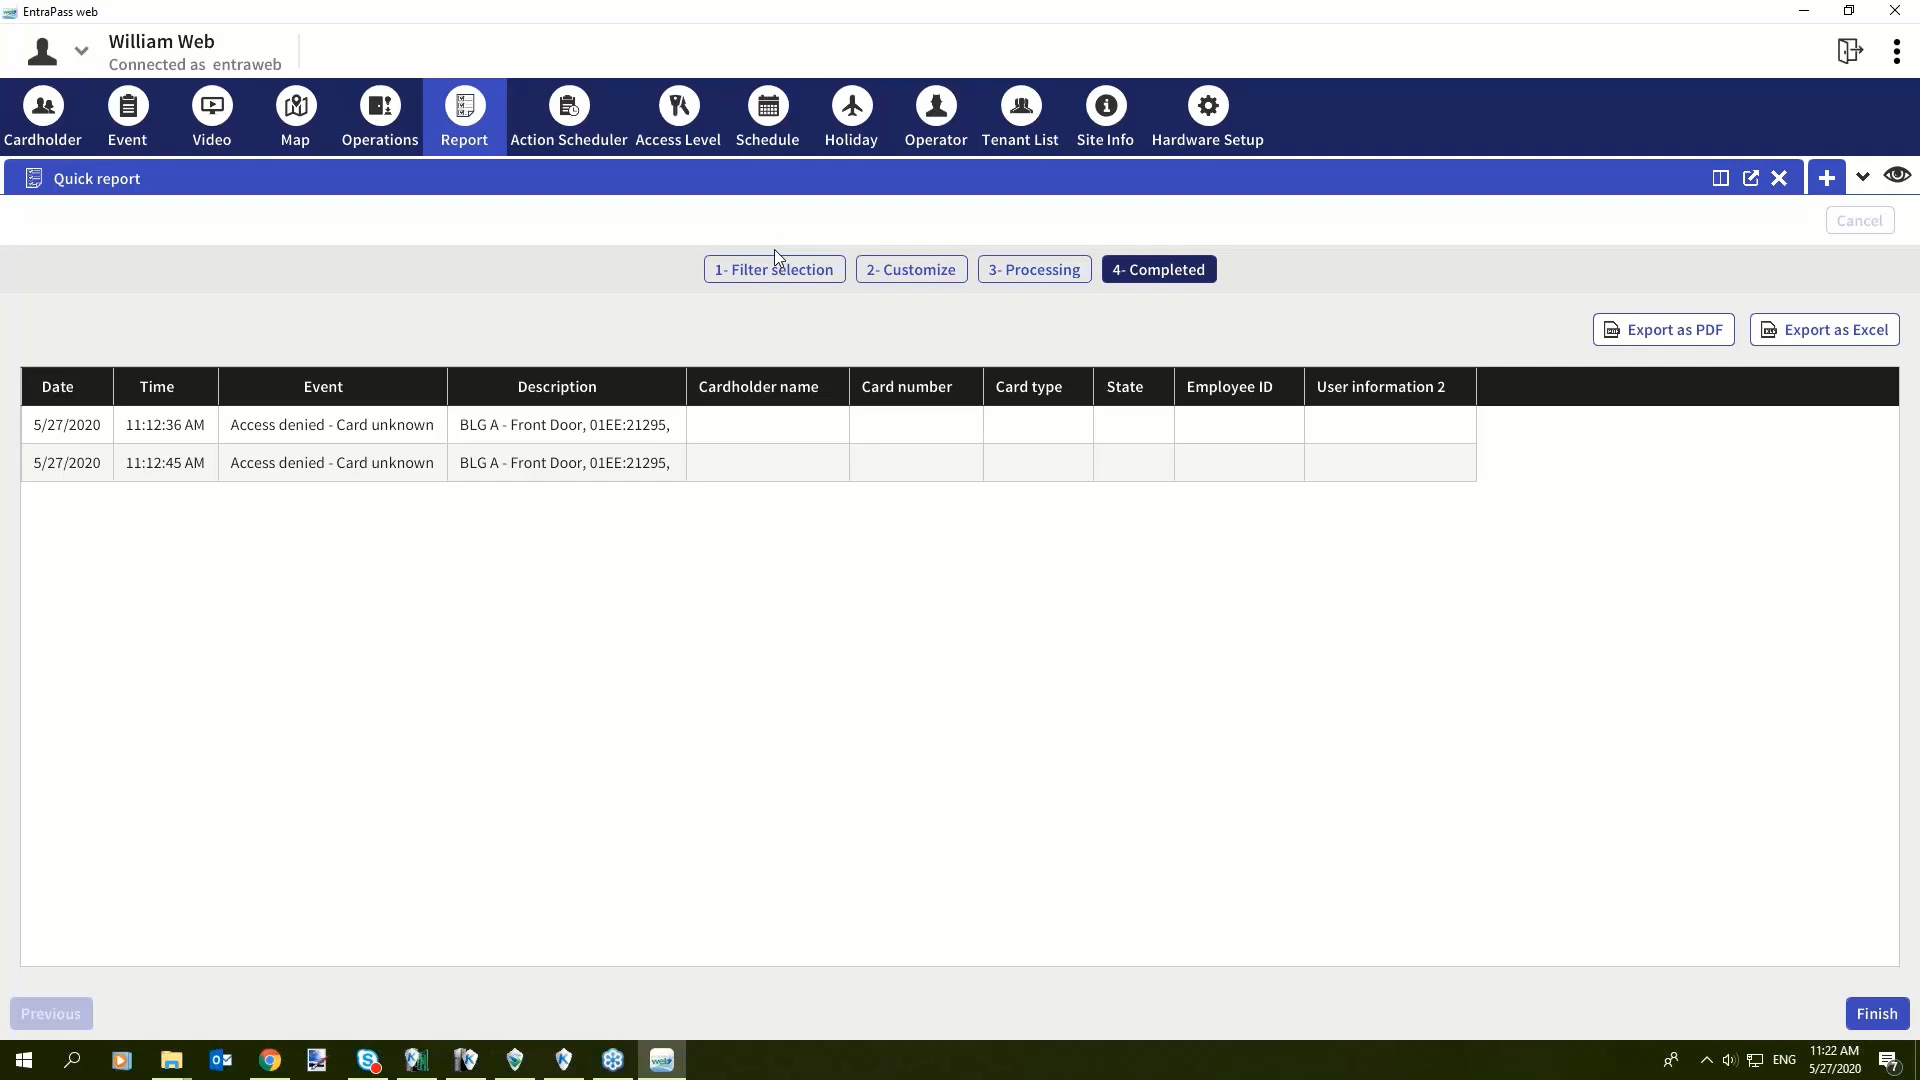 EntraPass web
William Web
Connected as entraweb
Cardholder Event Video Map Operations Report Action Scheduler Access Level Schedule Holiday Operator Tenant List Site Info Hardware Setup
Quick report
Cancel
1- Filter selection 2- Customize 3- Processing 4- Completed
Export as PDF Export as Excel
Date Time Event Description Cardholder name Card number Card type State Employee ID User information 2
5/27/2020 11:12:36 AM Access denied - Card unknown BLG A - Front Door, 01EE:21295,
5/27/2020 11:12:45 AM Access denied - Card unknown BLG A - Front Door, 01EE:21295,
Previous Finish
ENG 11:22 AM
5/27/2020 7